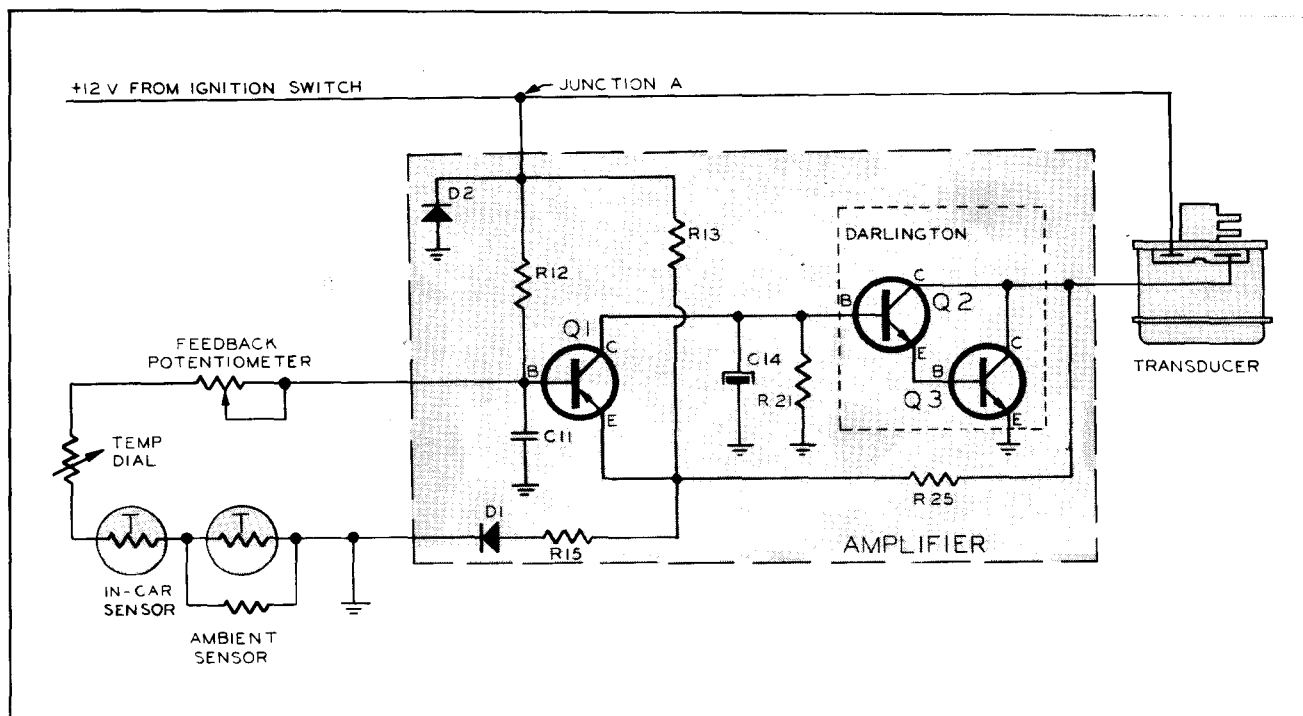 +12 V FROM IGNITION SWITCH
JUNCTION A
D2
R13
DARLINGTON
R12
C
Q2
B
E
Q1
C
B
E
C14
R21
C
B
Q3
E
TRANSDUCER
FEEDBACK
POTENTIOMETER
TEMP
DIAL
C11
R25
D1
R15
AMPLIFIER
T
T
IN-CAR
SENSOR
AMBIENT
SENSOR